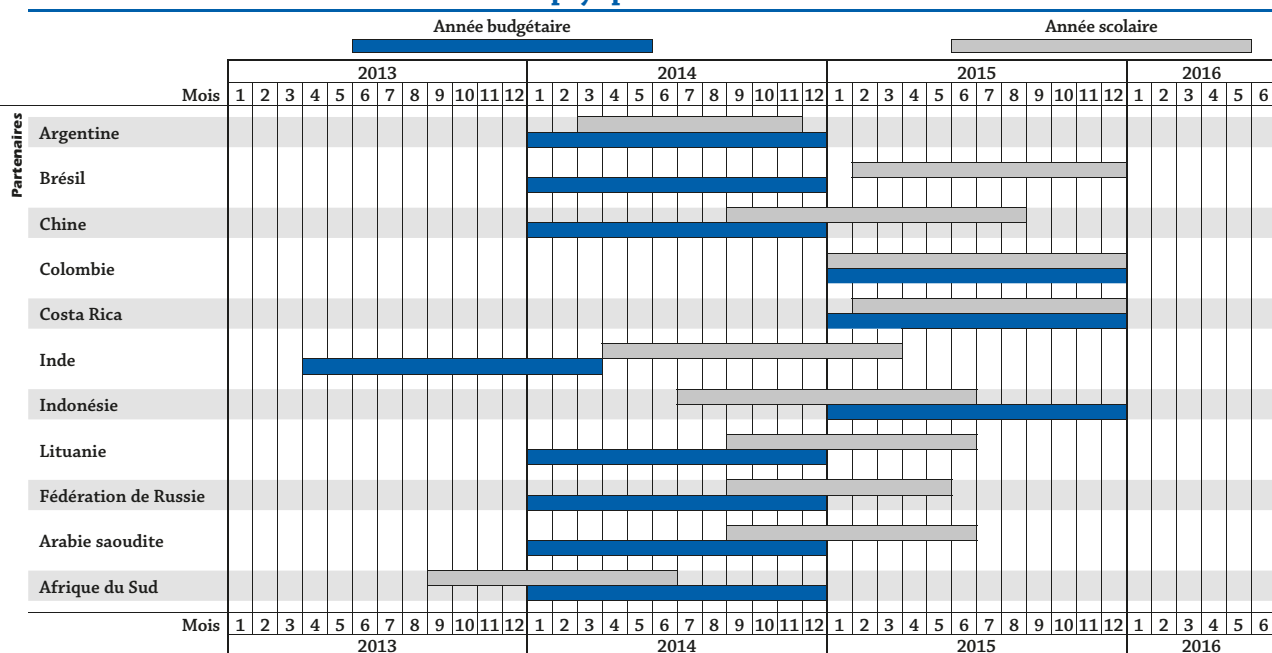 Année budgétaire Année scolaire
2013 2014 2015 2016
Mois 1 2 3 4 5 6 7 8 9 10 11 12 1 2 3 4 5 6 7 8 9 10 11 12 1 2 3 4 5 6 7 8 9 10 11 12 1 2 3 4 5 6
Partenaires
Argentine
Brésil
Chine
Colombie
Costa Rica
Inde
Indonésie
Lituanie
Fédération de Russie
Arabie saoudite
Afrique du Sud
Mois 1 2 3 4 5 6 7 8 9 10 11 12 1 2 3 4 5 6 7 8 9 10 11 12 1 2 3 4 5 6 7 8 9 10 11 12 1 2 3 4 5 6
2013 2014 2015 2016